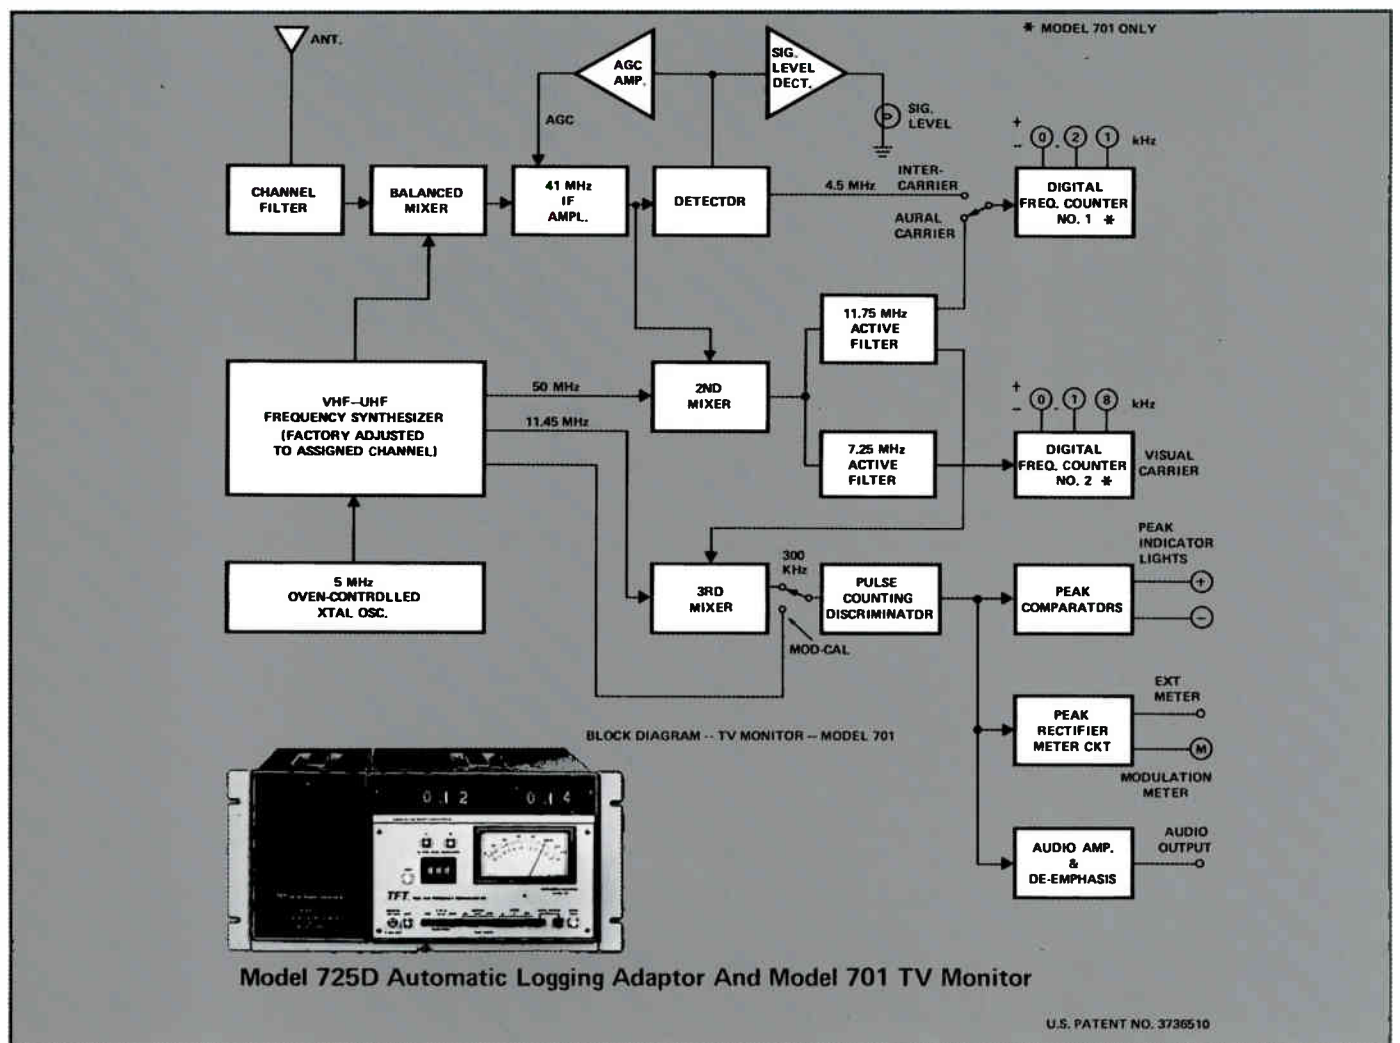 * MODEL 701 ONLY
ANT.
AGC
AMP.
SIG.
LEVEL
DECT.
AGC
SIG.
LEVEL
+
--
0 . 2 1
kHz
CHANNEL
FILTER
BALANCED
MIXER
41 MHz
IF
AMPL.
DETECTOR
4.5 MHz
INTER-
CARRIER
AURAL
CARRIER
DIGITAL
FREQ. COUNTER
NO. 1 *
11.75 MHz
ACTIVE
FILTER
VHF--UHF
FREQUENCY SYNTHESIZER
(FACTORY ADJUSTED
TO ASSIGNED CHANNEL)
50 MHz
11.45 MHz
2ND
MIXER
+
--
0 . 1 8
kHz
7.25 MHz
ACTIVE
FILTER
DIGITAL
FREQ. COUNTER
NO. 2 *
VISUAL
CARRIER
5 MHz
OVEN-CONTROLLED
XTAL OSC.
3RD
MIXER
300
KHz
MOD-CAL
PULSE
COUNTING
DISCRIMINATOR
PEAK
COMPARATORS
PEAK
INDICATOR
LIGHTS
+
−
PEAK
RECTIFIER
METER CKT
EXT
METER
M
MODULATION
METER
BLOCK DIAGRAM -- TV MONITOR -- MODEL 701
AUDIO AMP.
&
DE-EMPHASIS
AUDIO
OUTPUT
0.12 0.14
TFT
Model 725D Automatic Logging Adaptor And Model 701 TV Monitor
U.S. PATENT NO. 3736510